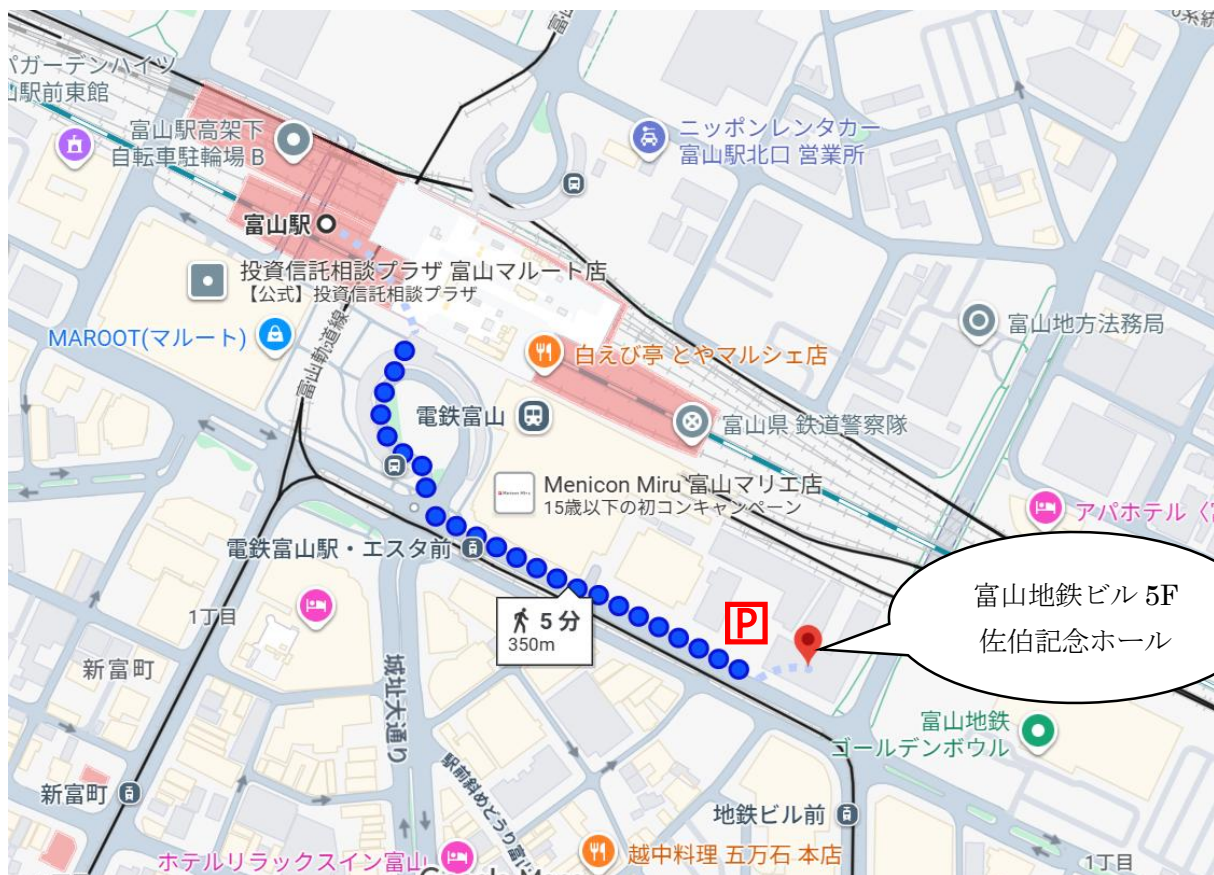 パガーデンハイツ
山駅前東館
富山駅高架下
自転車駐輪場 B
ニッポンレンタカー
富山駅北口 営業所
富山駅
投資信託相談プラザ 富山マルート店
【公式】投資信託相談プラザ
MAROOT(マルート)
富山軌道線
白えび亭 とやマルシェ店
富山地方法務局
電鉄富山
富山県 鉄道警察隊
Menicon Miru 富山マリエ店
15歳以下の初コンキャンペーン
アパホテル〈富
電鉄富山駅・エスタ前
富山地鉄ビル 5F
佐伯記念ホール
5 分
350m
P
1丁目
新富町
城址大通り
富山地鉄
ゴールデンボウル
駅前斜めどうり富山
新富町
地鉄ビル前
ホテルリラックスイン富山
越中料理 五万石 本店
1丁目